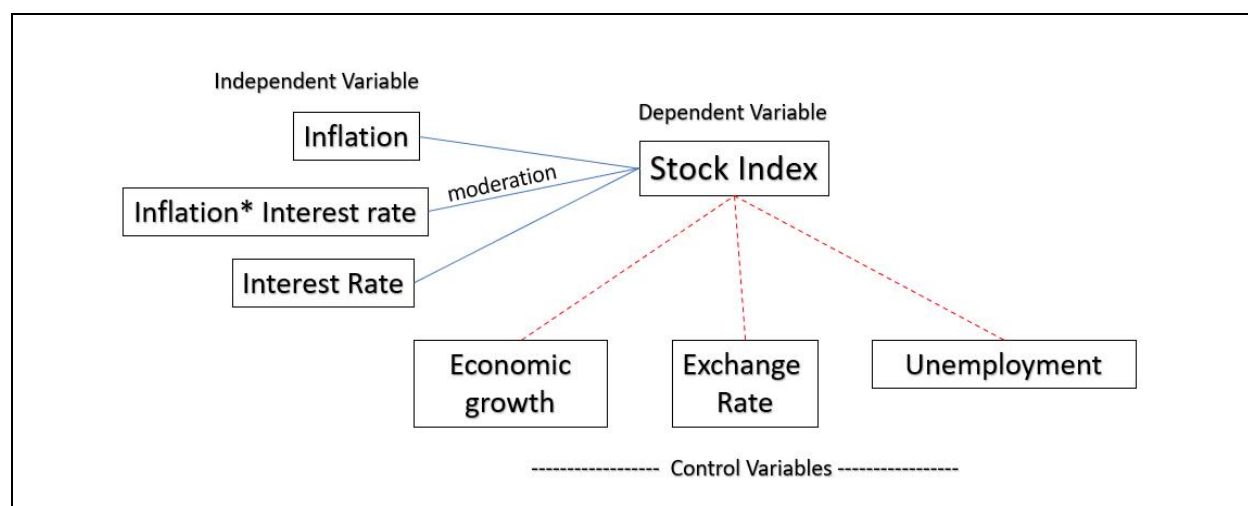 Independent Variable
Inflation
Dependent Variable
Stock Index
moderation
Inflation* Interest rate
Interest Rate
Economic
growth
Exchange
Rate
Unemployment
------------------ Control Variables -----------------